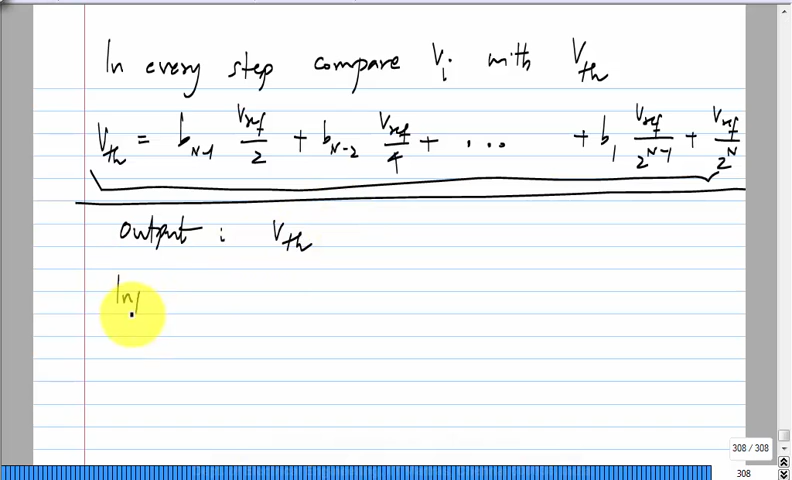 In every step compare Vi with Vth
Vth = bN-1 Vref/2 + bN-2 Vref/4 + . . . + b1 Vref/2^N-1 + Vref/2^N
Output : Vth
In
308 / 308
308